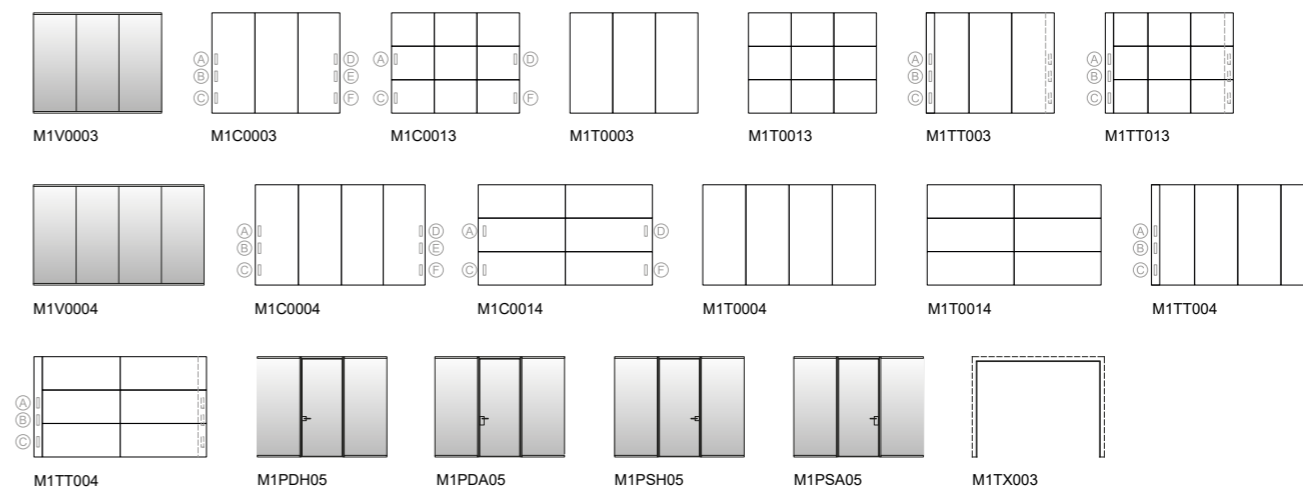 A D A D A A
B E B B
C F C F C C
M1V0003 M1C0003 M1C0013 M1T0003 M1T0013 M1TT003 M1TT013
A D A D A
B E B
C F C F C
M1V0004 M1C0004 M1C0014 M1T0004 M1T0014 M1TT004
A
B
C
M1TT004 M1PDH05 M1PDA05 M1PSH05 M1PSA05 M1TX003